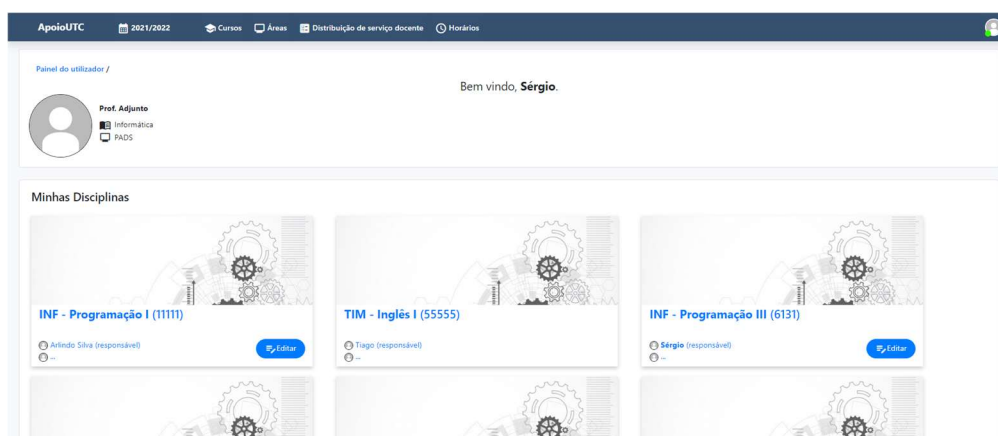 ApoioUTC 2021/2022 Cursos Áreas Distribuição de serviço docente Horários
Painel do utilizador /
Bem vindo, Sérgio.
Prof. Adjunto
Informática
PADS
Minhas Disciplinas
INF - Programação I (11111)
Arlindo Silva (responsável)
...
Editar
TIM - Inglês I (55555)
Tiago (responsável)
...
INF - Programação III (6131)
Sérgio (responsável)
...
Editar